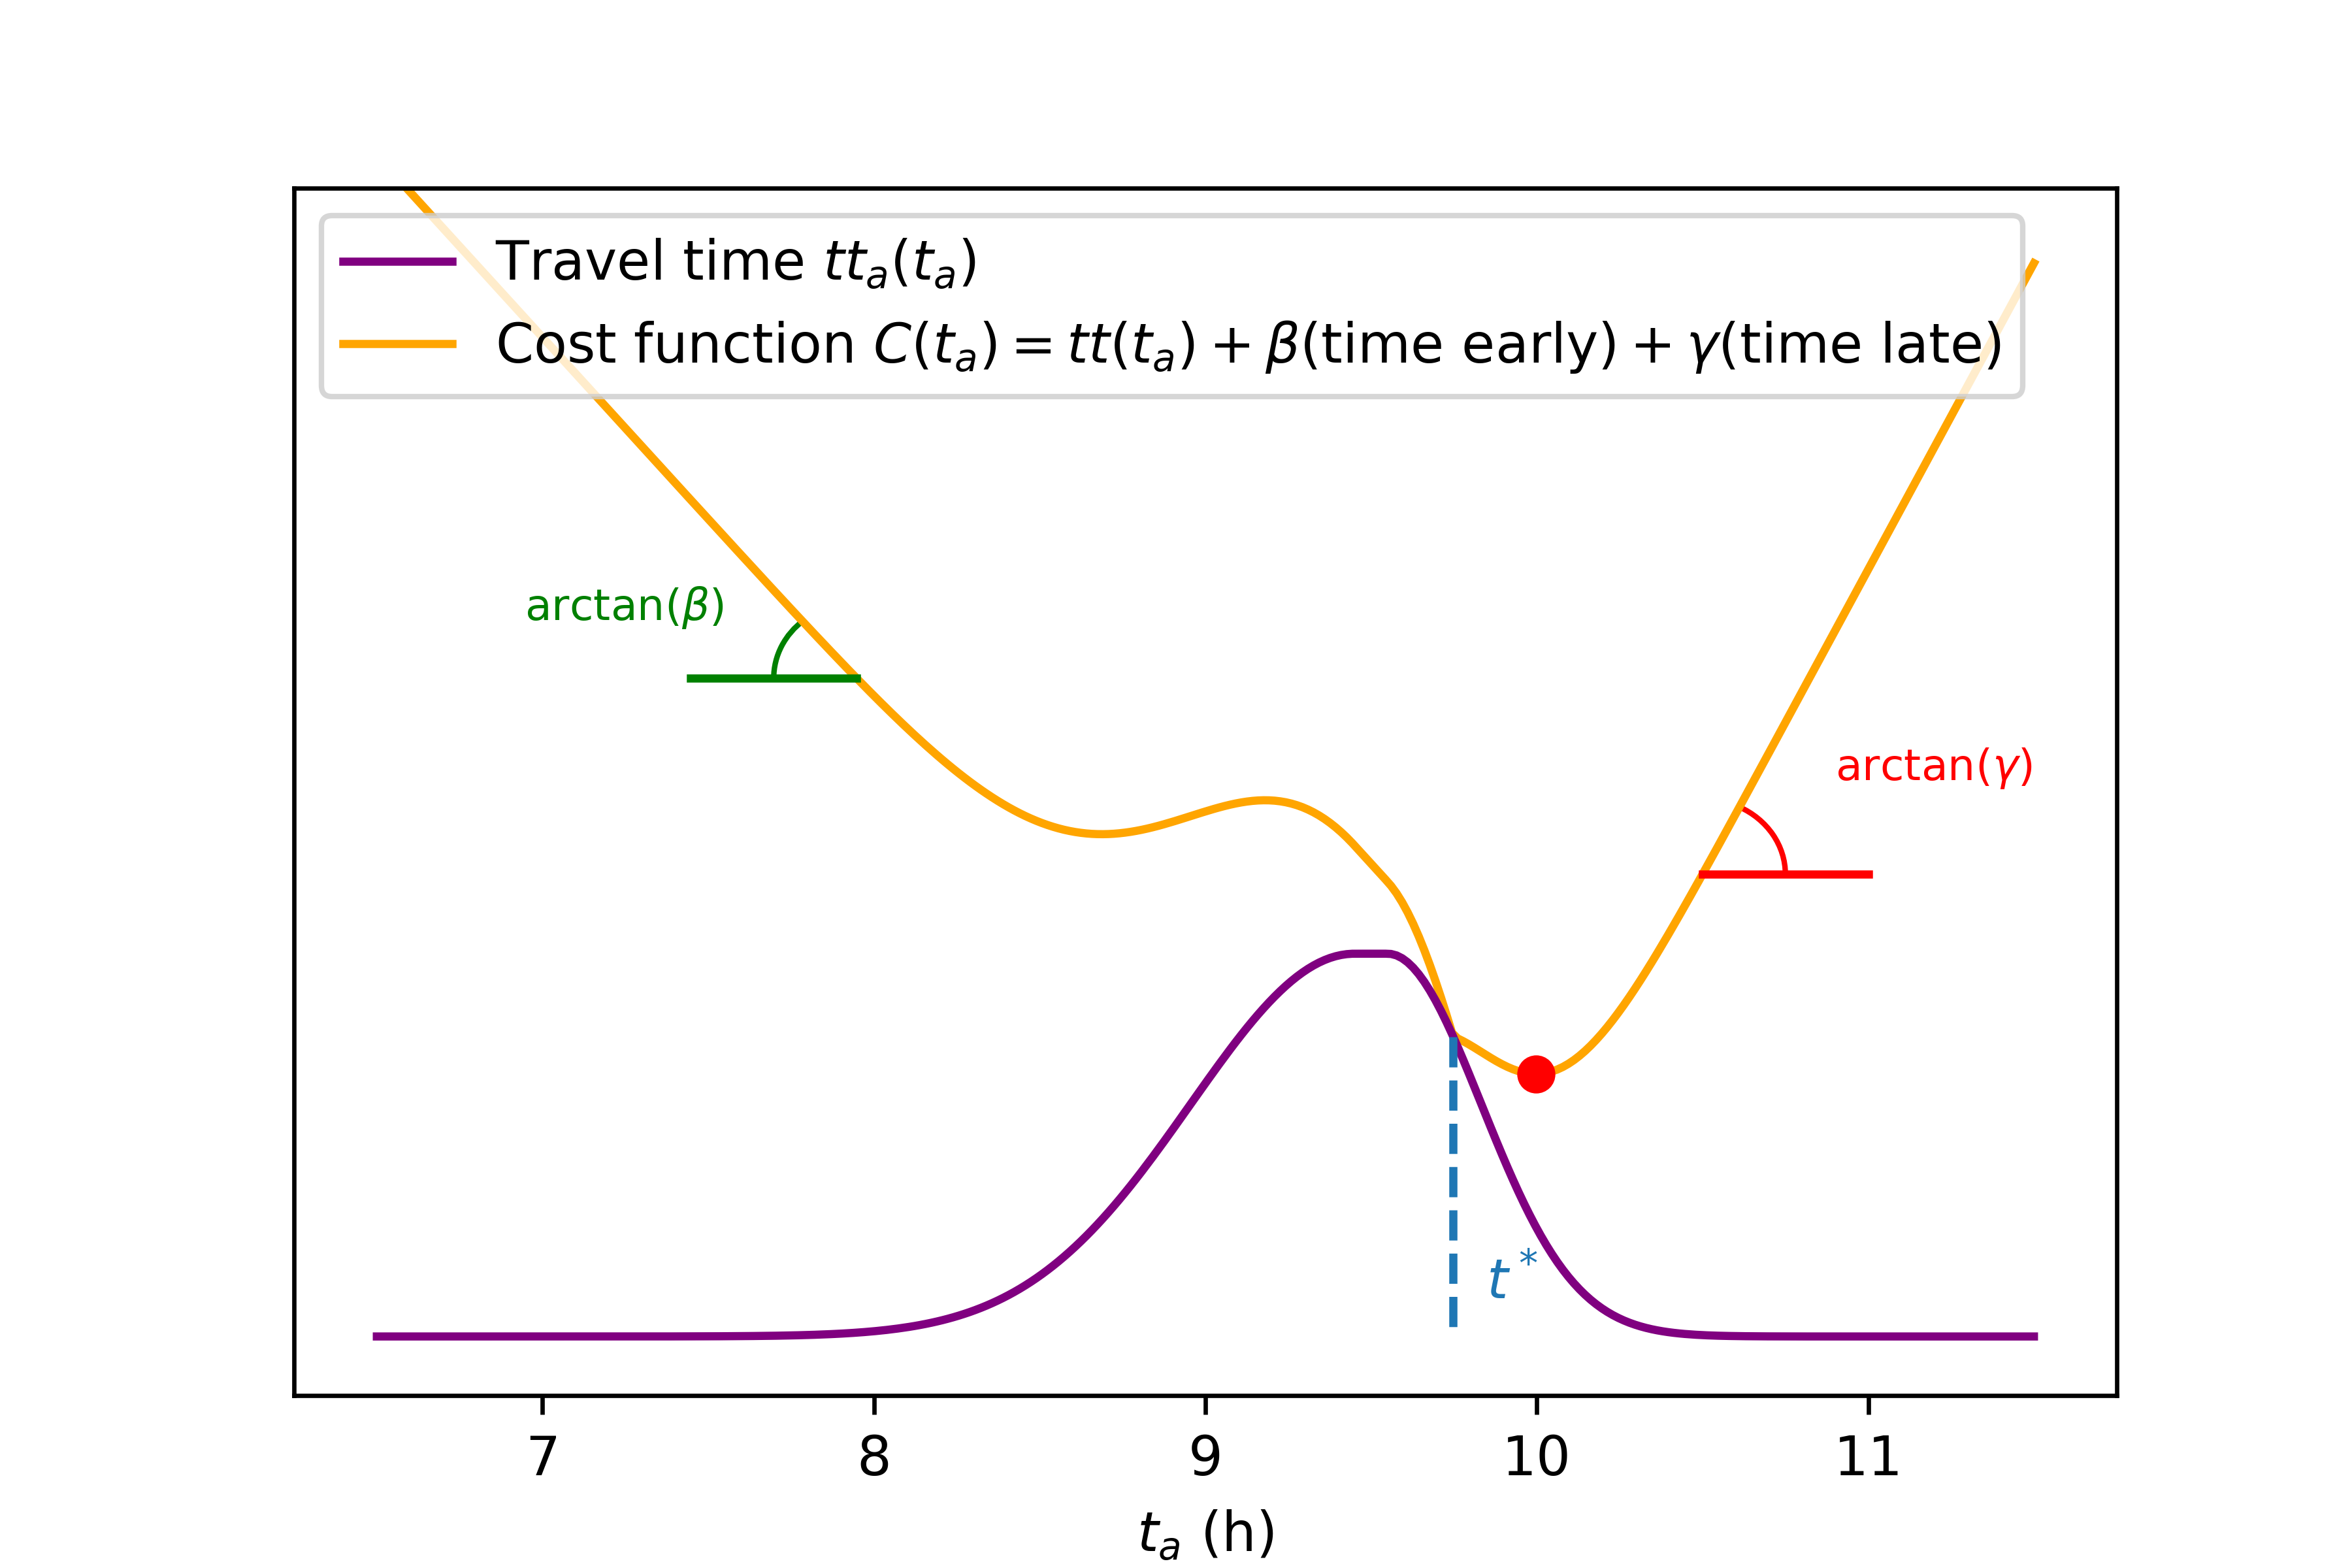 Travel time tt_a(t_a)
Cost function C(t_a) = tt(t_a) + β(time early) + γ(time late)
arctan(β)
arctan(γ)
t*
7 8 9 10 11
t_a (h)